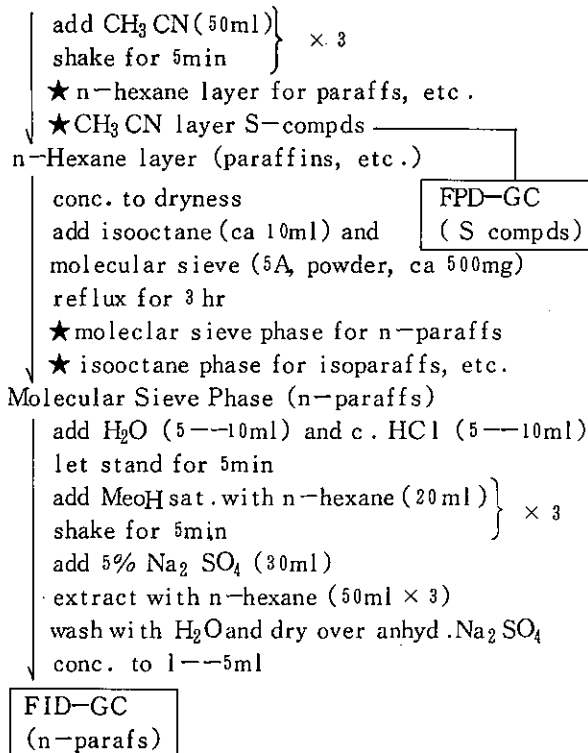 add CH₃CN(50ml)
shake for 5min
× 3
★n-hexane layer for paraffs, etc.
★CH₃CN layer S-compds
n-Hexane layer (paraffins, etc.)
conc. to dryness
add isooctane (ca 10ml) and
molecular sieve (5A, powder, ca 500mg)
reflux for 3 hr
★moleclar sieve phase for n-paraffs
★ isooctane phase for isoparaffs, etc.
FPD-GC
( S compds)
Molecular Sieve Phase (n-paraffs)
add H₂O (5--10ml) and c. HCl (5--10ml)
let stand for 5min
add MeoH sat.with n-hexane (20ml)
shake for 5min
× 3
add 5% Na₂SO₄ (30ml)
extract with n-hexane (50ml × 3)
wash with H₂O and dry over anhyd.Na₂SO₄
conc. to 1--5ml
FID-GC
(n-parafs)